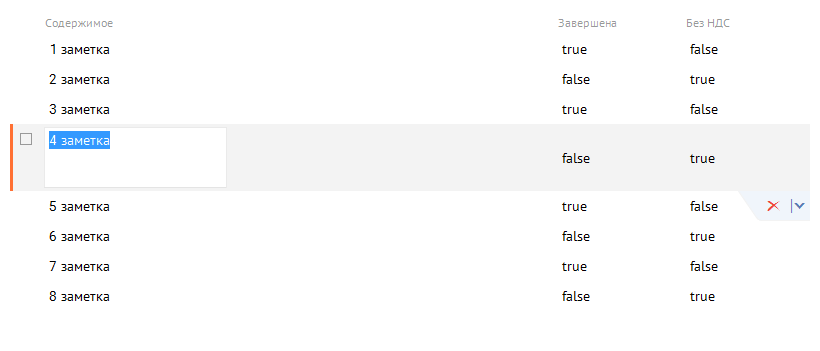 Содержимое Завершена Без НДС
1 заметка true false
2 заметка false true
3 заметка true false
4 заметка false true
5 заметка true false
6 заметка false true
7 заметка true false
8 заметка false true